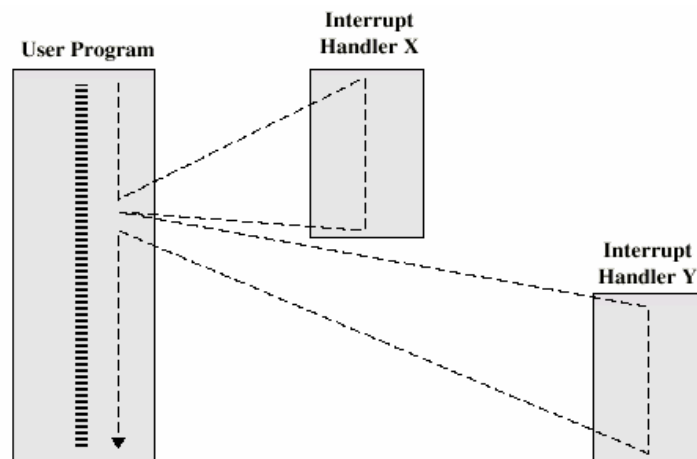 User Program
Interrupt
Handler X
Interrupt
Handler Y